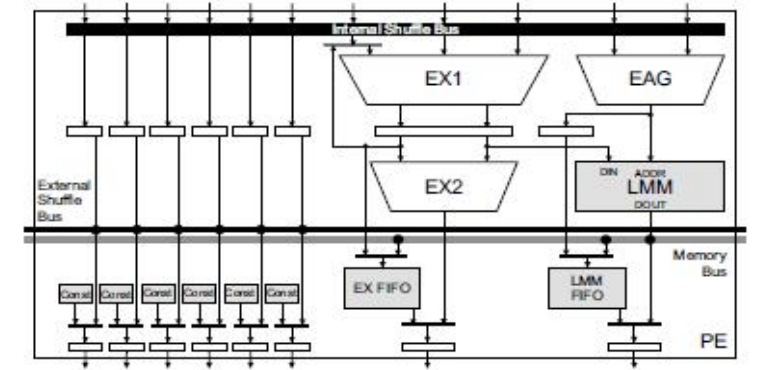 Internal Shuffle Bus
EX1
EAG
EX2
DIN
ADDR
LMM
DOUT
External
Shuffle
Bus
Memory
Bus
Const
Const
Const
Const
Const
Const
EX FIFO
LMM
FIFO
PE